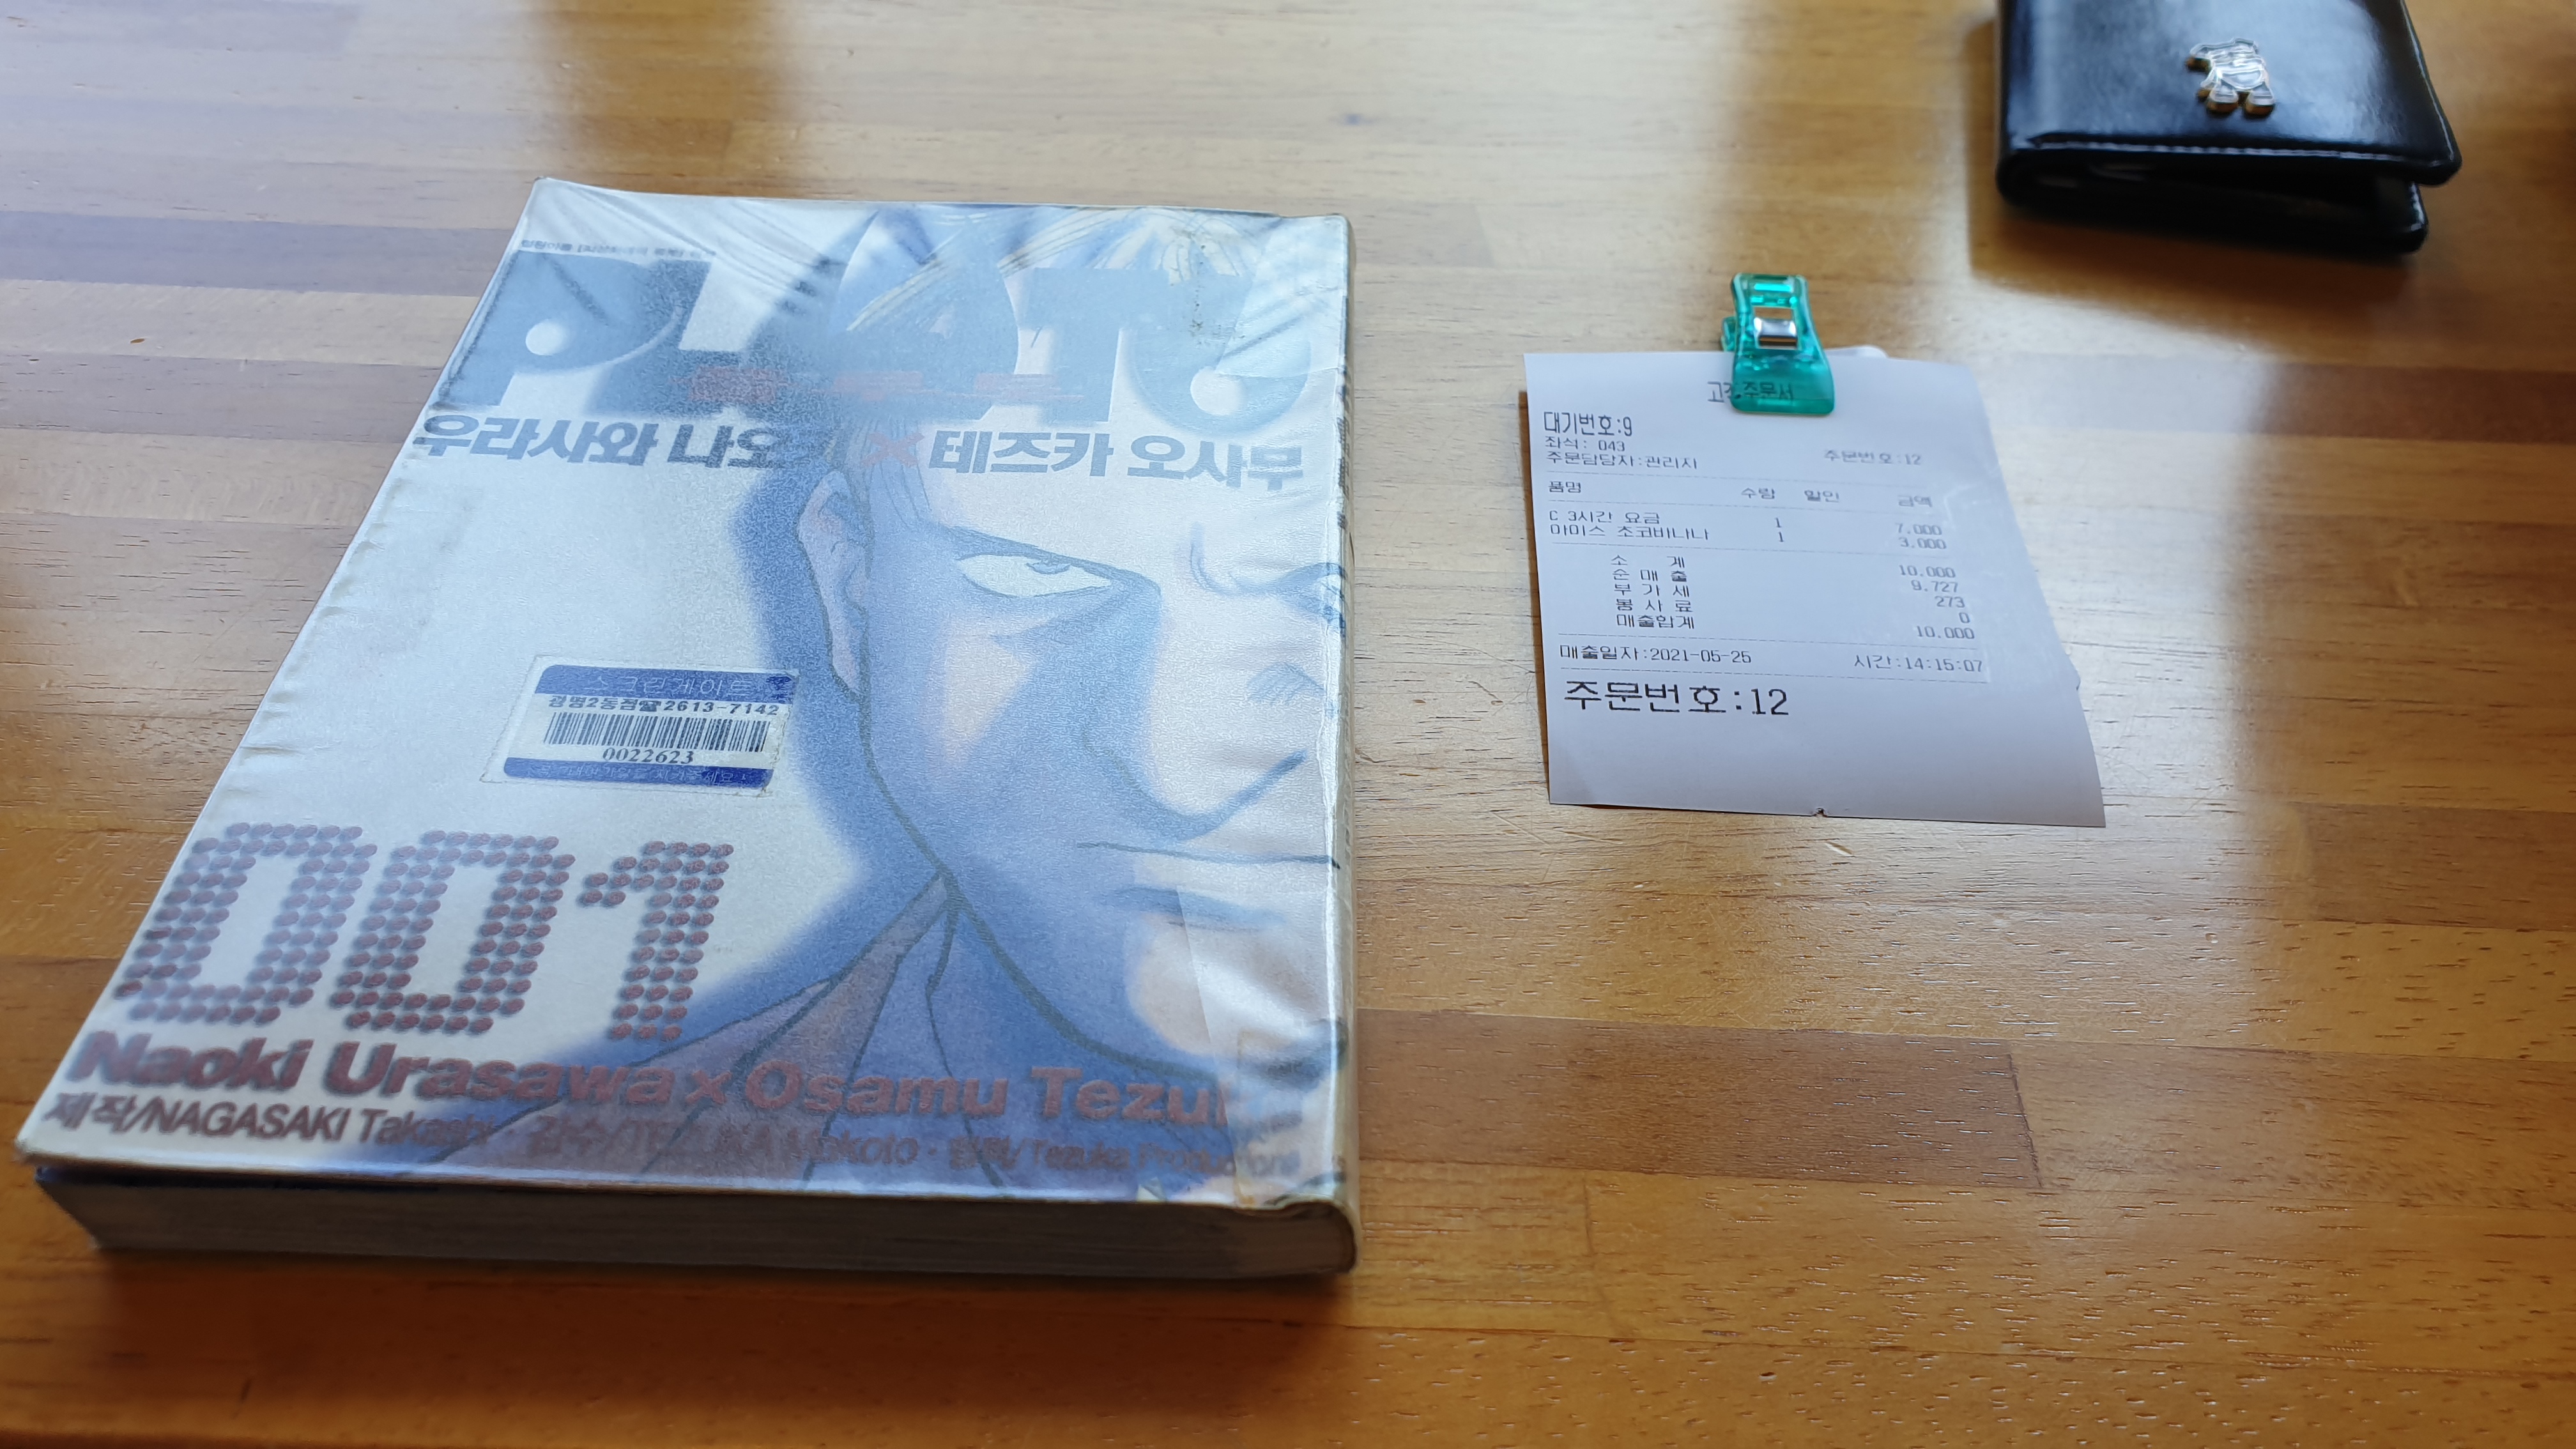 PLUTO
우라사와 나오 × 테즈카 오사무
스크린게이트
광명2동점☎2613-7142
0022623
001
Naoki Urasawa × Osamu
제작/NAGASAKI Takashi
고객주문서
대기번호:9
좌석: 043
주문담당자:관리자 주문번호:12
품명 수량 할인 금액
C 3시간 요금 1 7,000
아미스 초코바나나 1 3,000
소 계 10,000
순 매 출 9,727
부 가 세 273
봉 사 료 0
매출합계 10,000
매출일자:2021-05-25 시간:14:15:07
주문번호:12